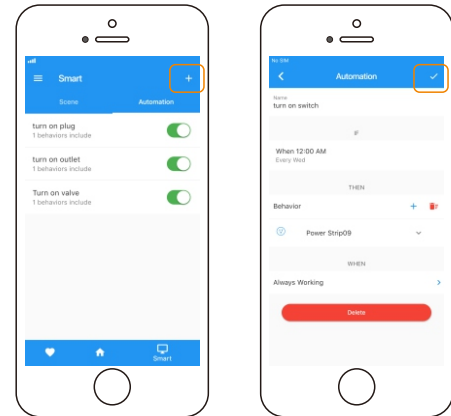 Smart
+
Scene
Automation
turn on plug
1 behaviors include
turn on outlet
1 behaviors include
Turn on valve
1 behaviors include
Smart
No SIM
Automation
Name
turn on switch
if
When 12:00 AM
Every Wed
THEN
Behavior +
Power Strip09
WHEN
Always Working
Delete